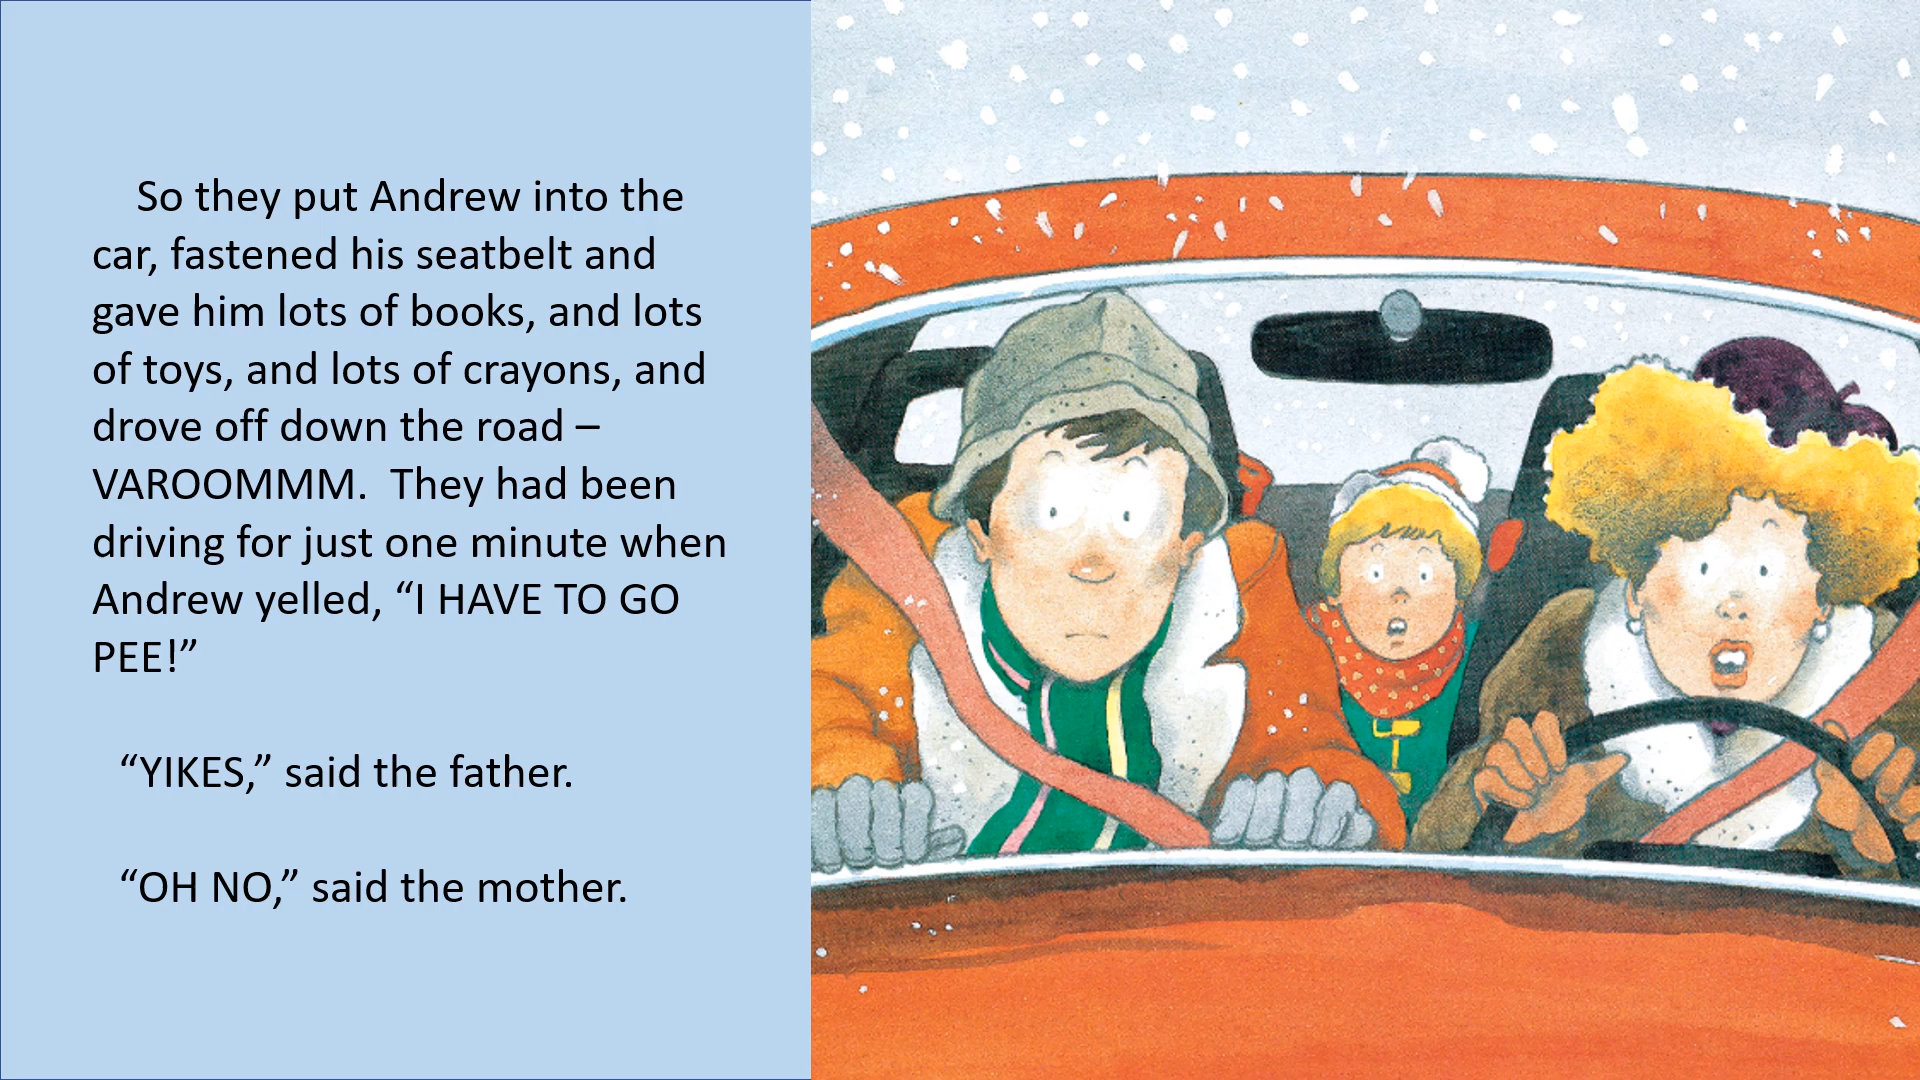 So they put Andrew into the
car, fastened his seatbelt and
gave him lots of books, and lots
of toys, and lots of crayons, and
drove off down the road –
VAROOMMM.  They had been
driving for just one minute when
Andrew yelled, “I HAVE TO GO
PEE!”
“YIKES,” said the father.
“OH NO,” said the mother.